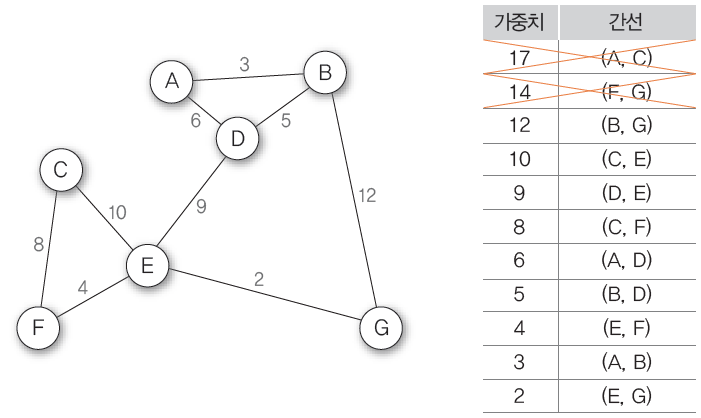 A
3
B
6
D
5
C
10
9
12
8
E
4
2
F
G
가중치 간선
17 (A, C)
14 (F, G)
12 (B, G)
10 (C, E)
9 (D, E)
8 (C, F)
6 (A, D)
5 (B, D)
4 (E, F)
3 (A, B)
2 (E, G)